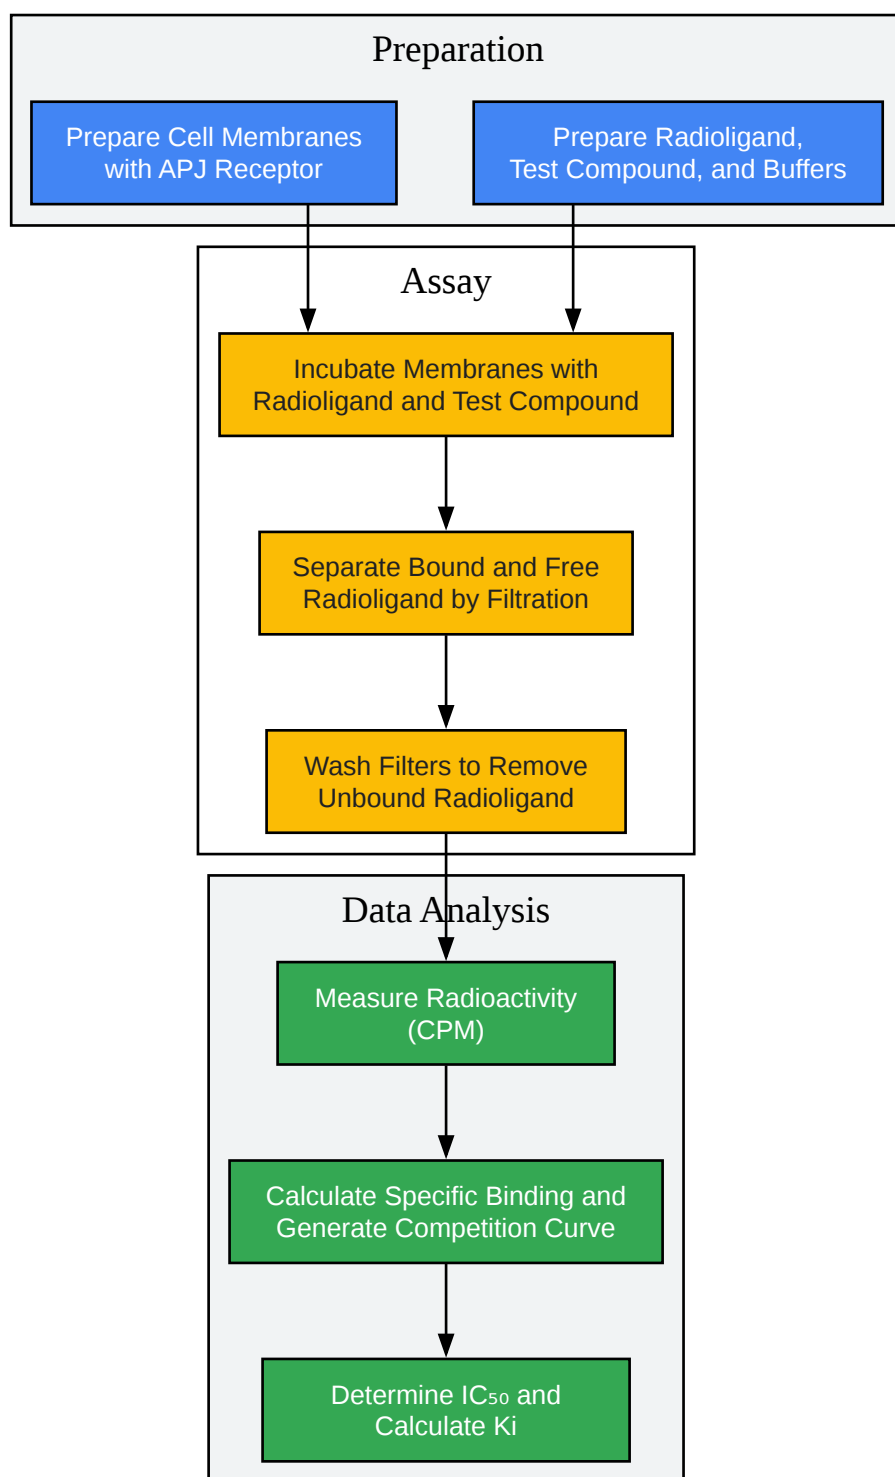 Preparation
Prepare Cell Membranes
with APJ Receptor
Prepare Radioligand,
Test Compound, and Buffers
Assay
Incubate Membranes with
Radioligand and Test Compound
Separate Bound and Free
Radioligand by Filtration
Wash Filters to Remove
Unbound Radioligand
Data Analysis
Measure Radioactivity
(CPM)
Calculate Specific Binding and
Generate Competition Curve
Determine IC₅₀ and
Calculate Ki